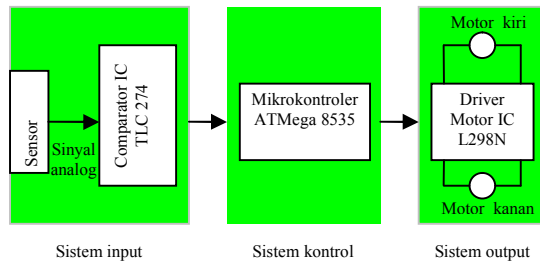 Sensor
Sinyal
analog
Comparator IC
TLC 274
Mikrokontroler
ATMega 8535
Motor kiri
Driver
Motor IC
L298N
Motor kanan
Sistem input
Sistem kontrol
Sistem output